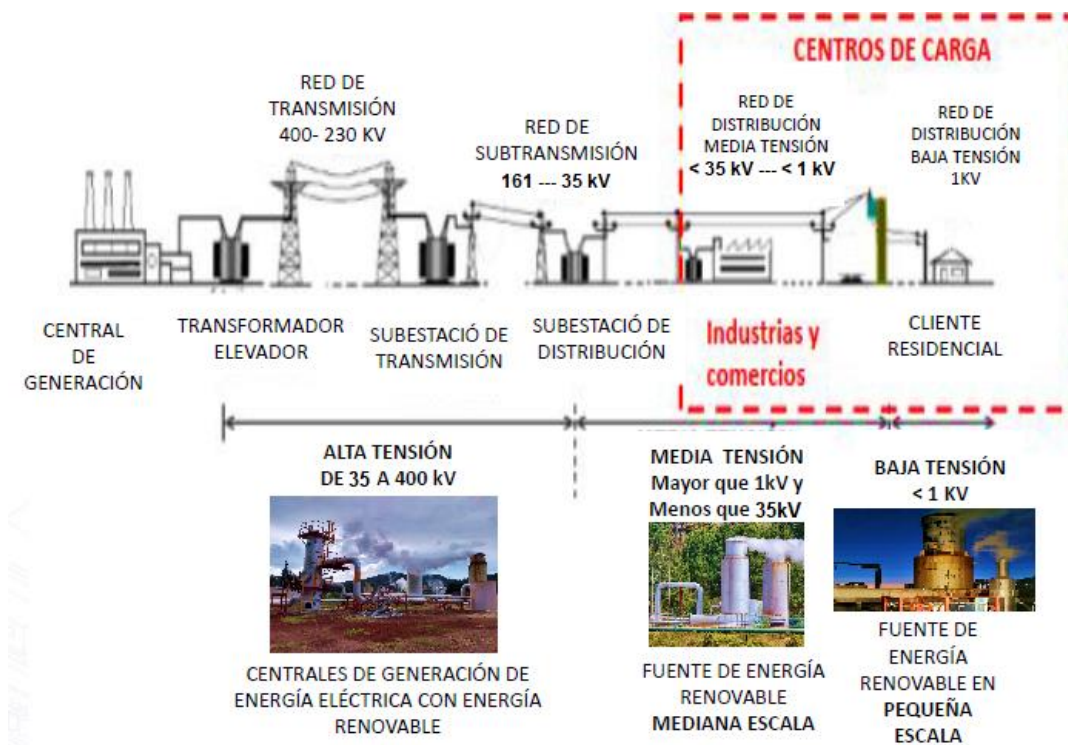 CENTROS DE CARGA
RED DE
TRANSMISIÓN
400- 230 KV
RED DE
SUBTRANSMISIÓN
161 --- 35 kV
RED DE
DISTRIBUCIÓN
MEDIA TENSIÓN
< 35 kV --- < 1 kV
RED DE
DISTRIBUCIÓN
BAJA TENSIÓN
1KV
CENTRAL
DE
GENERACIÓN
TRANSFORMADOR
ELEVADOR
SUBESTACIÓ DE
TRANSMISIÓN
SUBESTACIÓ DE
DISTRIBUCIÓN
Industrias y
comercios
CLIENTE
RESIDENCIAL
ALTA TENSIÓN
DE 35 A 400 kV
MEDIA TENSIÓN
Mayor que 1kV y
Menos que 35kV
BAJA TENSIÓN
< 1 KV
CENTRALES DE GENERACIÓN DE
ENERGÍA ELÉCTRICA CON ENERGÍA
RENOVABLE
FUENTE DE ENERGÍA
RENOVABLE
MEDIANA ESCALA
FUENTE DE
ENERGÍA
RENOVABLE EN
PEQUEÑA
ESCALA